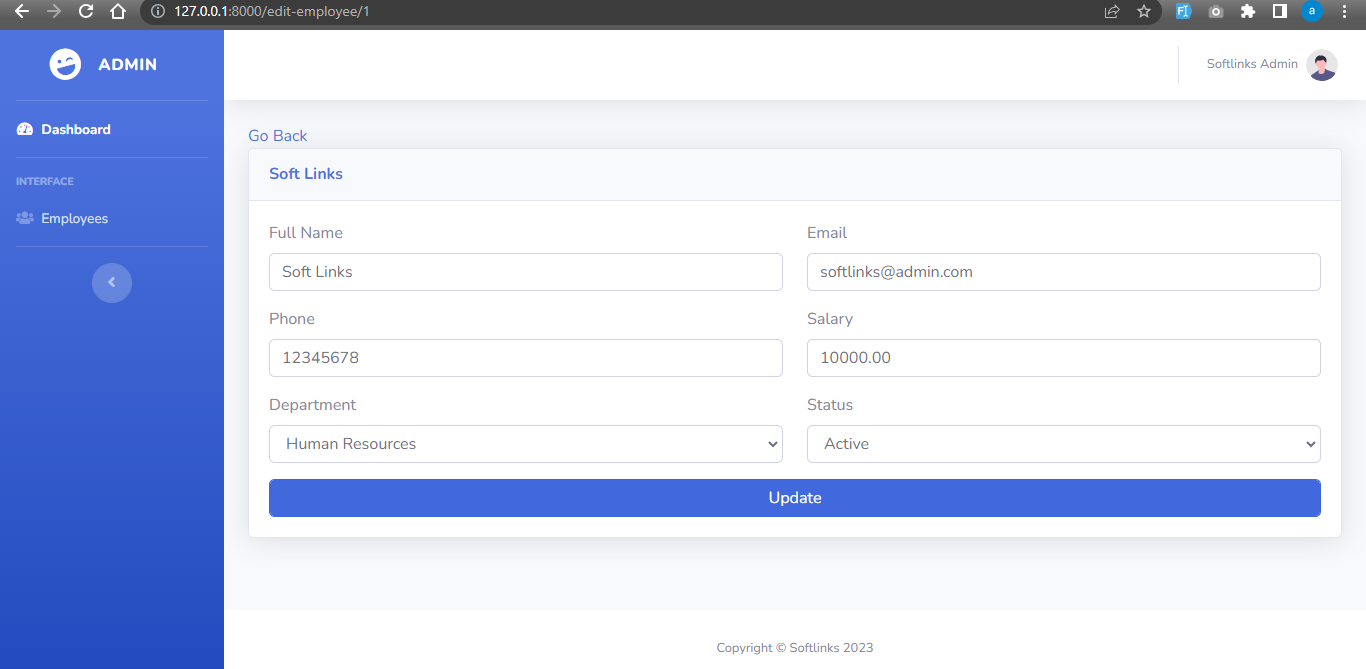 127.0.0.1:8000/edit-employee/1
a
ADMIN
Softlinks Admin
Dashboard
INTERFACE
Employees
Go Back
Soft Links
Full Name Email
Soft Links softlinks@admin.com
Phone Salary
12345678 10000.00
Department Status
Human Resources Active
Update
Copyright © Softlinks 2023